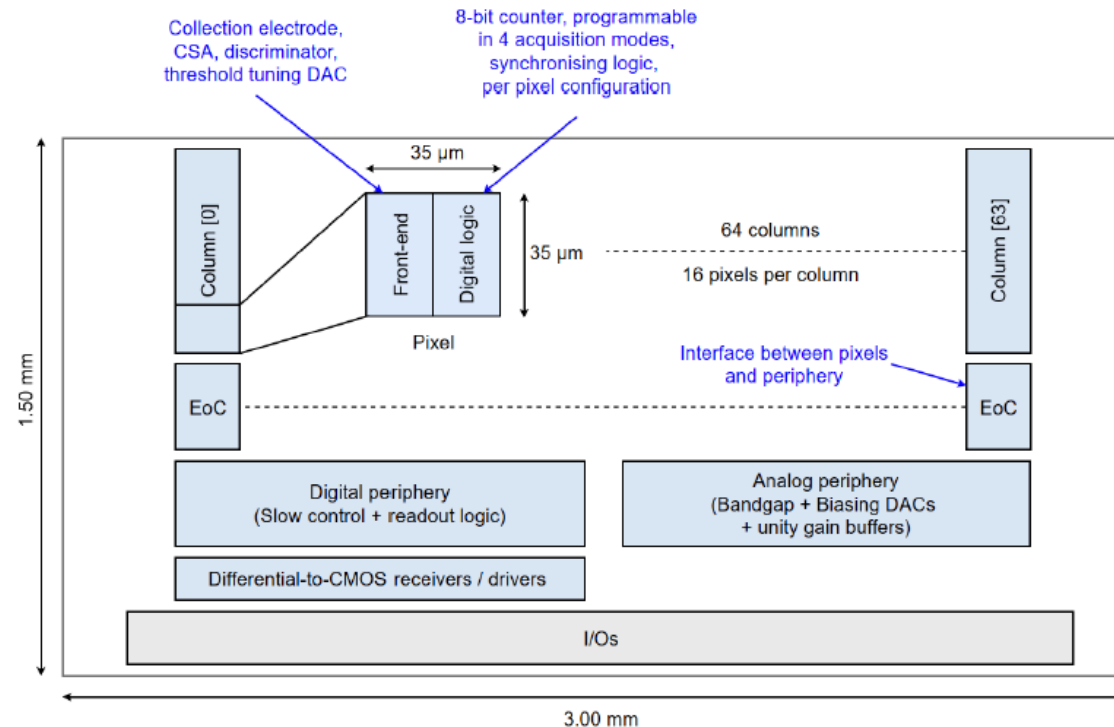 Collection electrode,
CSA, discriminator,
threshold tuning DAC
8-bit counter, programmable
in 4 acquisition modes,
synchronising logic,
per pixel configuration
35 µm
Column [0]
Front-end
Digital logic
35 µm
Pixel
64 columns
16 pixels per column
Column [63]
Interface between pixels
and periphery
1.50 mm
EoC
EoC
Digital periphery
(Slow control + readout logic)
Analog periphery
(Bandgap + Biasing DACs
+ unity gain buffers)
Differential-to-CMOS receivers / drivers
I/Os
3.00 mm